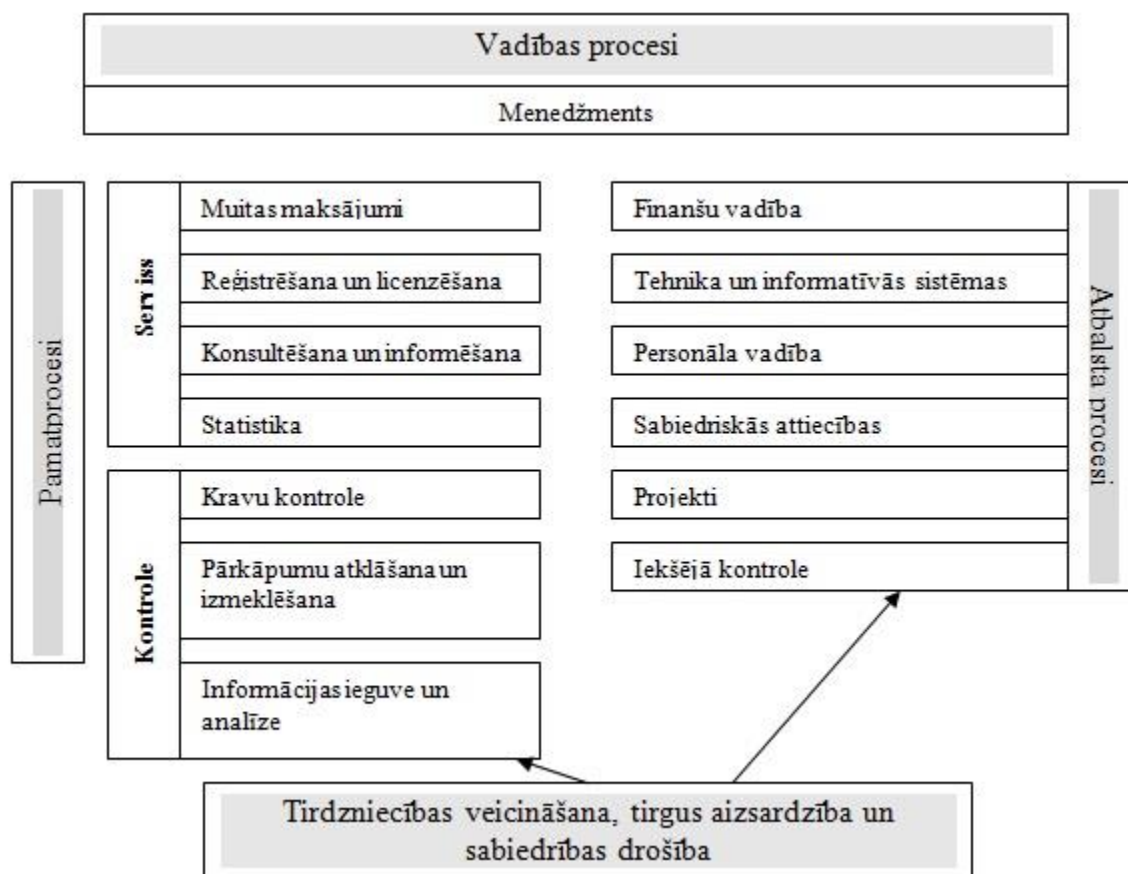 Vadības procesi
Menedžments
Pamatprocesi
Serviss
Muitas maksājumi
Reģistrēšana un licenzēšana
Konsultēšana un informēšana
Statistika
Kontrole
Kravu kontrole
Pārkāpumu atklāšana un
izmeklēšana
Informācijas ieguve un
analīze
Finanšu vadība
Tehnika un informatīvās sistēmas
Personāla vadība
Sabiedriskās attiecības
Projekti
Iekšējā kontrole
Atbalsta procesi
Tirdzniecības veicināšana, tirgus aizsardzība un
sabiedrības drošība